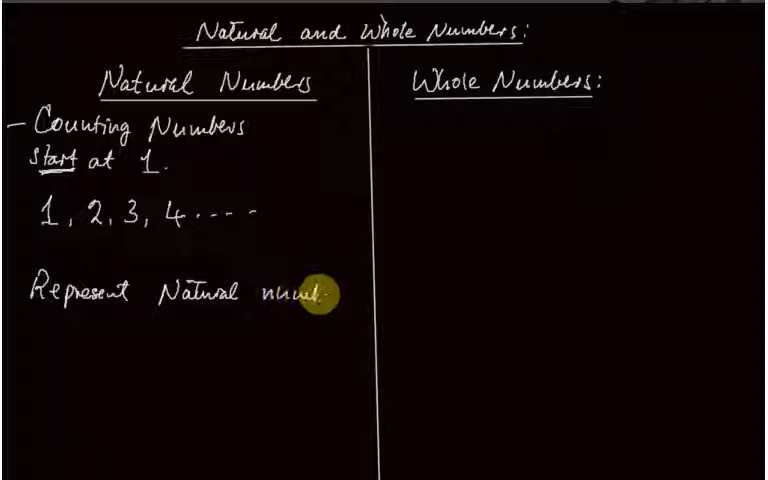 Natural and Whole Numbers:
Natural Numbers
Whole Numbers:
- Counting Numbers
start at 1.
1, 2, 3, 4.....
Represent Natural numb